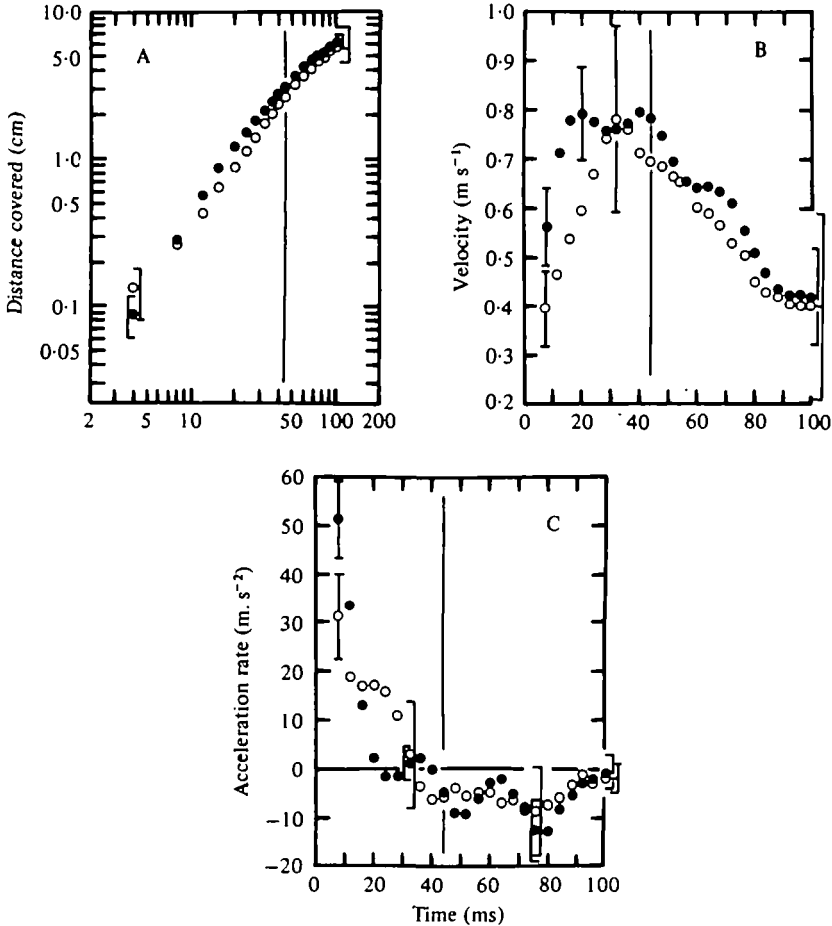 A
Distance covered (cm)
10·0
5·0
1·0
0·5
0·1
0·05
2 5 10 50 100 200
B
Velocity (m s⁻¹)
1·0
0·9
0·8
0·7
0·6
0·5
0·4
0·3
0·2
0 20 40 60 80 100
C
Acceleration rate (m. s⁻²)
60
50
40
30
20
10
0
−10
−20
0 20 40 60 80 100
Time (ms)